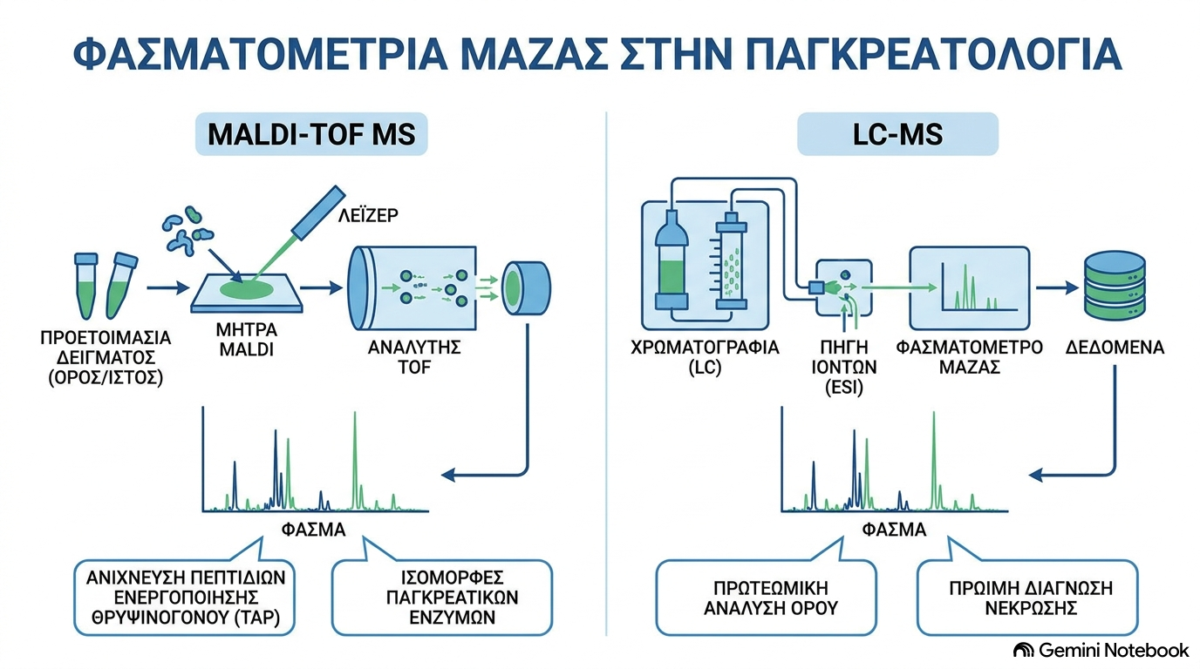 ΦΑΣΜΑΤΟΜΕΤΡΙΑ ΜΑΖΑΣ ΣΤΗΝ ΠΑΓΚΡΕΑΤΟΛΟΓΙΑ
MALDI-TOF MS
ΛΕΪΖΕΡ
ΠΡΟΕΤΟΙΜΑΣΙΑ
ΔΕΙΓΜΑΤΟΣ
(ΟΡΟΣ/ΙΣΤΟΣ)
ΜΗΤΡΑ
MALDI
ΑΝΑΛΥΤΗΣ
TOF
ΦΑΣΜΑ
ΑΝΙΧΝΕΥΣΗ ΠΕΠΤΙΔΙΩΝ
ΕΝΕΡΓΟΠΟΙΗΣΗΣ
ΘΡΥΨΙΝΟΓΟΝΟΥ (TAP)
ΙΣΟΜΟΡΦΕΣ
ΠΑΓΚΡΕΑΤΙΚΩΝ
ΕΝΖΥΜΩΝ
LC-MS
ΧΡΩΜΑΤΟΓΡΑΦΙΑ
(LC)
ΠΗΓΗ
ΙΟΝΤΩΝ
(ESI)
ΦΑΣΜΑΤΟΜΕΤΡΟ
ΜΑΖΑΣ
ΔΕΔΟΜΕΝΑ
ΦΑΣΜΑ
ΠΡΩΤΕΩΜΙΚΗ
ΑΝΑΛΥΣΗ ΟΡΟΥ
ΠΡΩΙΜΗ ΔΙΑΓΝΩΣΗ
ΝΕΚΡΩΣΗΣ
Gemini Notebook